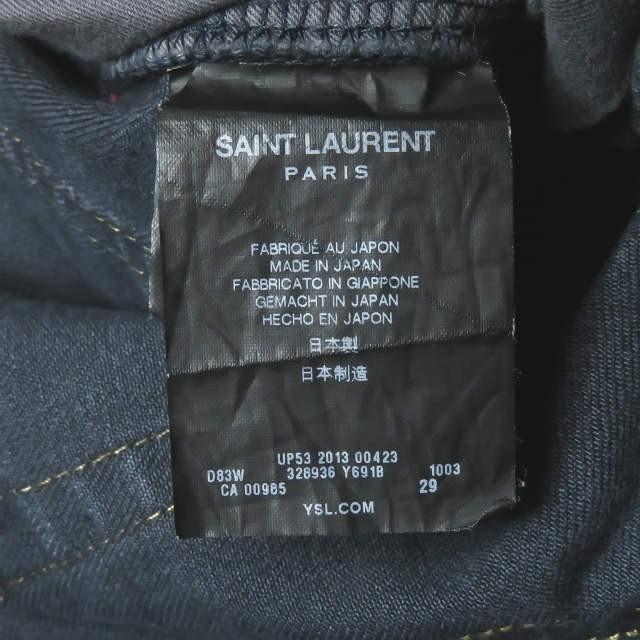 SAINT LAURENT
PARIS
FABRIQUÉ AU JAPON
MADE IN JAPAN
FABBRICATO IN GIAPPONE
GEMACHT IN JAPAN
HECHO EN JAPON
日本製
日本制造
UP53 2013 00423
D83W 328936 Y691B 1003
CA 00985 29
YSL.COM